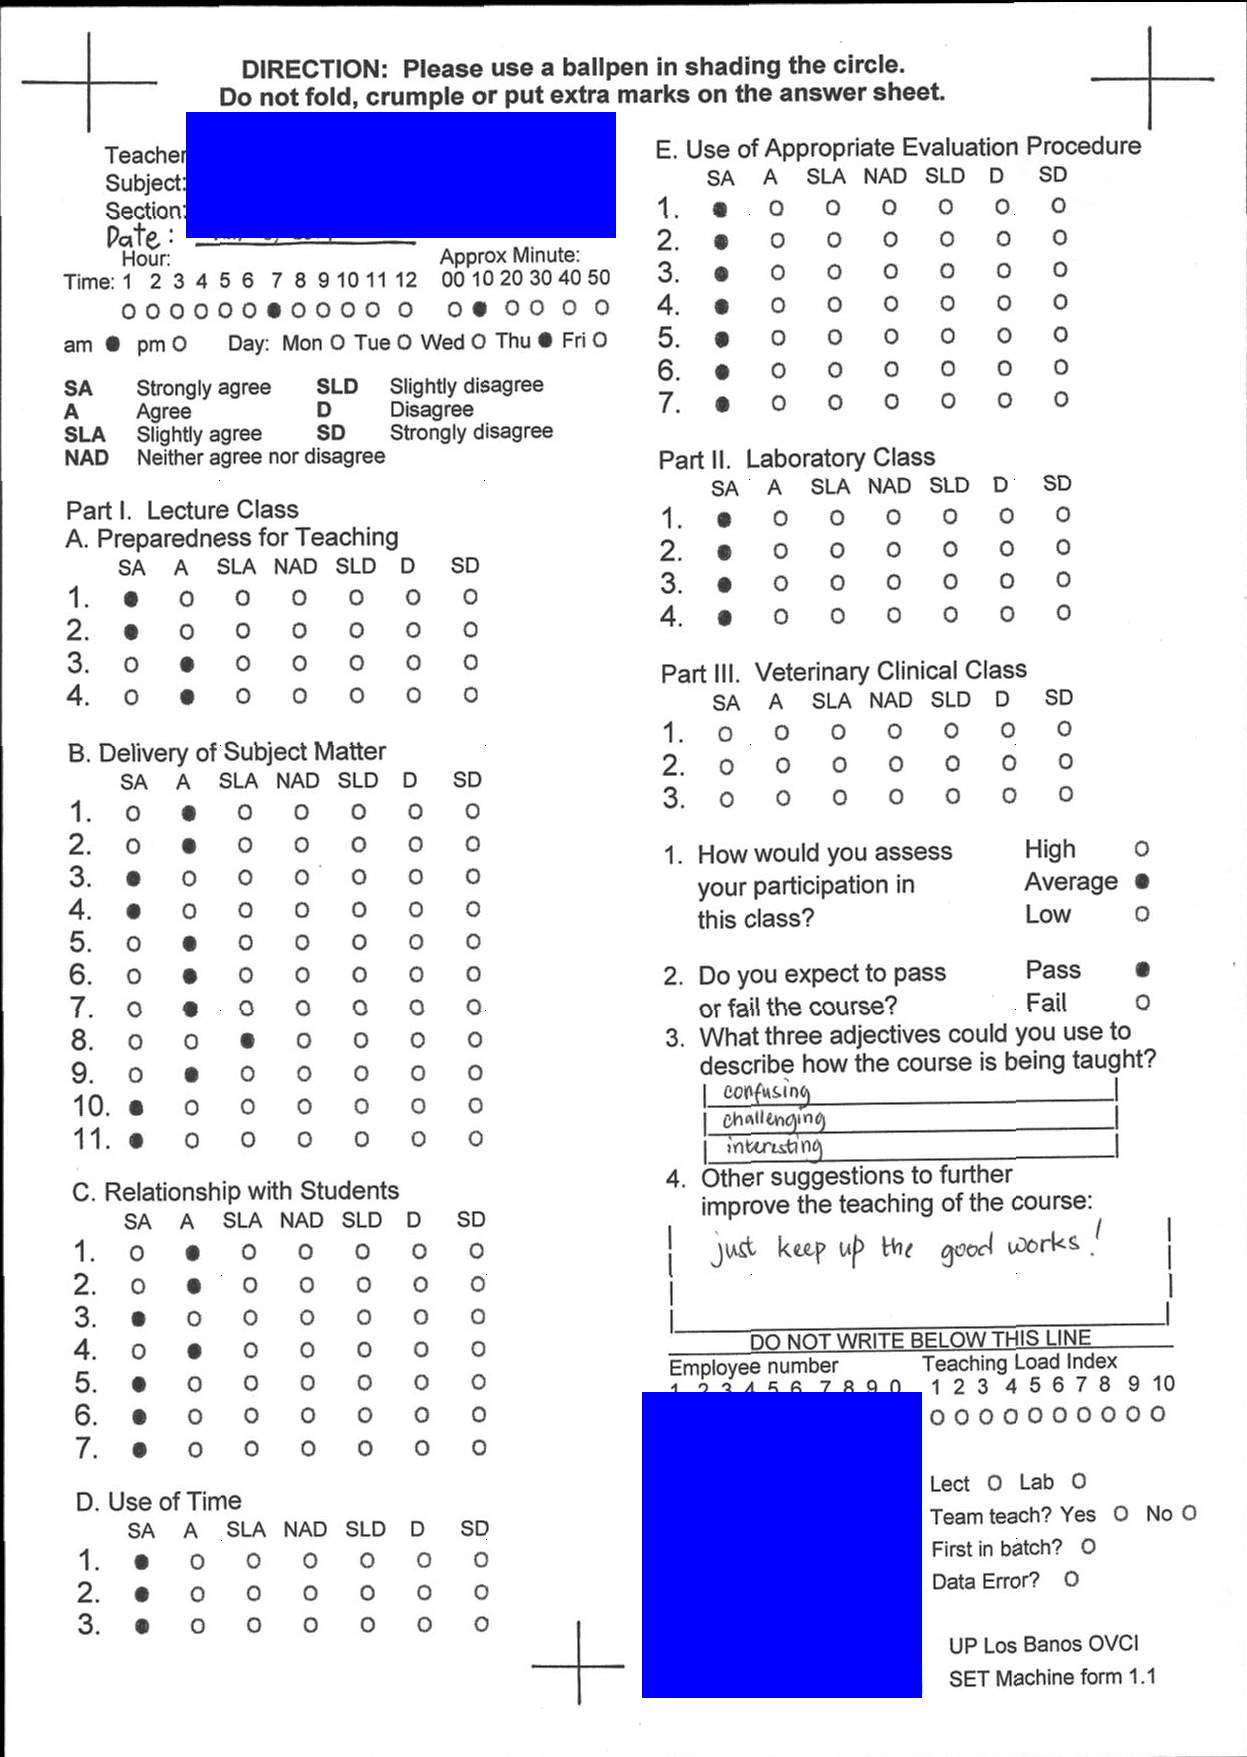 DIRECTION: Please use a ballpen in shading the circle.
Do not fold, crumple or put extra marks on the answer sheet.
Teacher
Subject:
Section:
Date:
Hour: Approx Minute:
Time: 1 2 3 4 5 6 7 8 9 10 11 12 00 10 20 30 40 50
am pm Day: Mon Tue Wed Thu Fri
SA Strongly agree SLD Slightly disagree
A Agree D Disagree
SLA Slightly agree SD Strongly disagree
NAD Neither agree nor disagree
Part I. Lecture Class
A. Preparedness for Teaching
SA A SLA NAD SLD D SD
1.
2.
3.
4.
B. Delivery of Subject Matter
SA A SLA NAD SLD D SD
1.
2.
3.
4.
5.
6.
7.
8.
9.
10.
11.
C. Relationship with Students
SA A SLA NAD SLD D SD
1.
2.
3.
4.
5.
6.
7.
D. Use of Time
SA A SLA NAD SLD D SD
1.
2.
3.
E. Use of Appropriate Evaluation Procedure
SA A SLA NAD SLD D SD
1.
2.
3.
4.
5.
6.
7.
Part II. Laboratory Class
SA A SLA NAD SLD D SD
1.
2.
3.
4.
Part III. Veterinary Clinical Class
SA A SLA NAD SLD D SD
1.
2.
3.
1. How would you assess High
your participation in Average
this class? Low
2. Do you expect to pass Pass
or fail the course? Fail
3. What three adjectives could you use to
describe how the course is being taught?
confusing
challenging
interesting
4. Other suggestions to further
improve the teaching of the course:
just keep up the good works!
DO NOT WRITE BELOW THIS LINE
Employee number Teaching Load Index
1 2 3 4 5 6 7 8 9 0 1 2 3 4 5 6 7 8 9 10
Lect Lab
Team teach? Yes No
First in batch?
Data Error?
UP Los Banos OVCI
SET Machine form 1.1